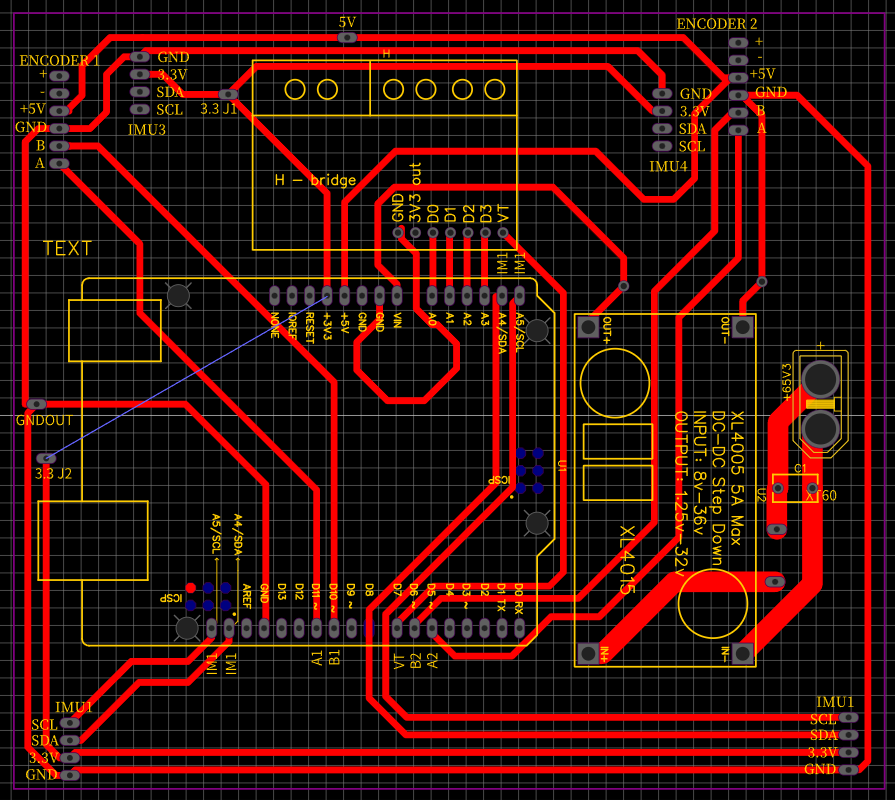 5V
ENCODER 2
ENCODER 1
GND
3.3V
SDA
SCL
IMU3
+
-
+5V
GND
B
A
3.3 J1
H
+
-
+5V
GND
B
A
GND
3.3V
SDA
SCL
IMU4
H - bridge
GND
3V3 out
D0
D1
D2
D3
VT
IM1
IM1
TEXT
NONE
IOREF
RESET
+3V3
+5V
GND
GND
VIN
A0
A1
A2
A3
A4/SDA
A5/SCL
OUT+
OUT-
+
+65V3
GNDOUT
3.3 J2
XL4005 5A Max
DC-DC Step Down
INPUT: 8v-36v
OUTPUT: 1.25v-32v
XL4015
C1
U2
XT60
U1
ICSP
A5/SCL
A4/SDA
ICSP
AREF
GND
D13
D12
D11 ~
D10 ~
D9 ~
D8
D7
D6 ~
D5 ~
D4
D3 ~
D2
D1 TX
D0 RX
IM1
IM1
A1
B1
VT
B2
A2
IN+
IN-
IMU1
SCL
SDA
3.3V
GND
IMU1
SCL
SDA
3.3V
GND